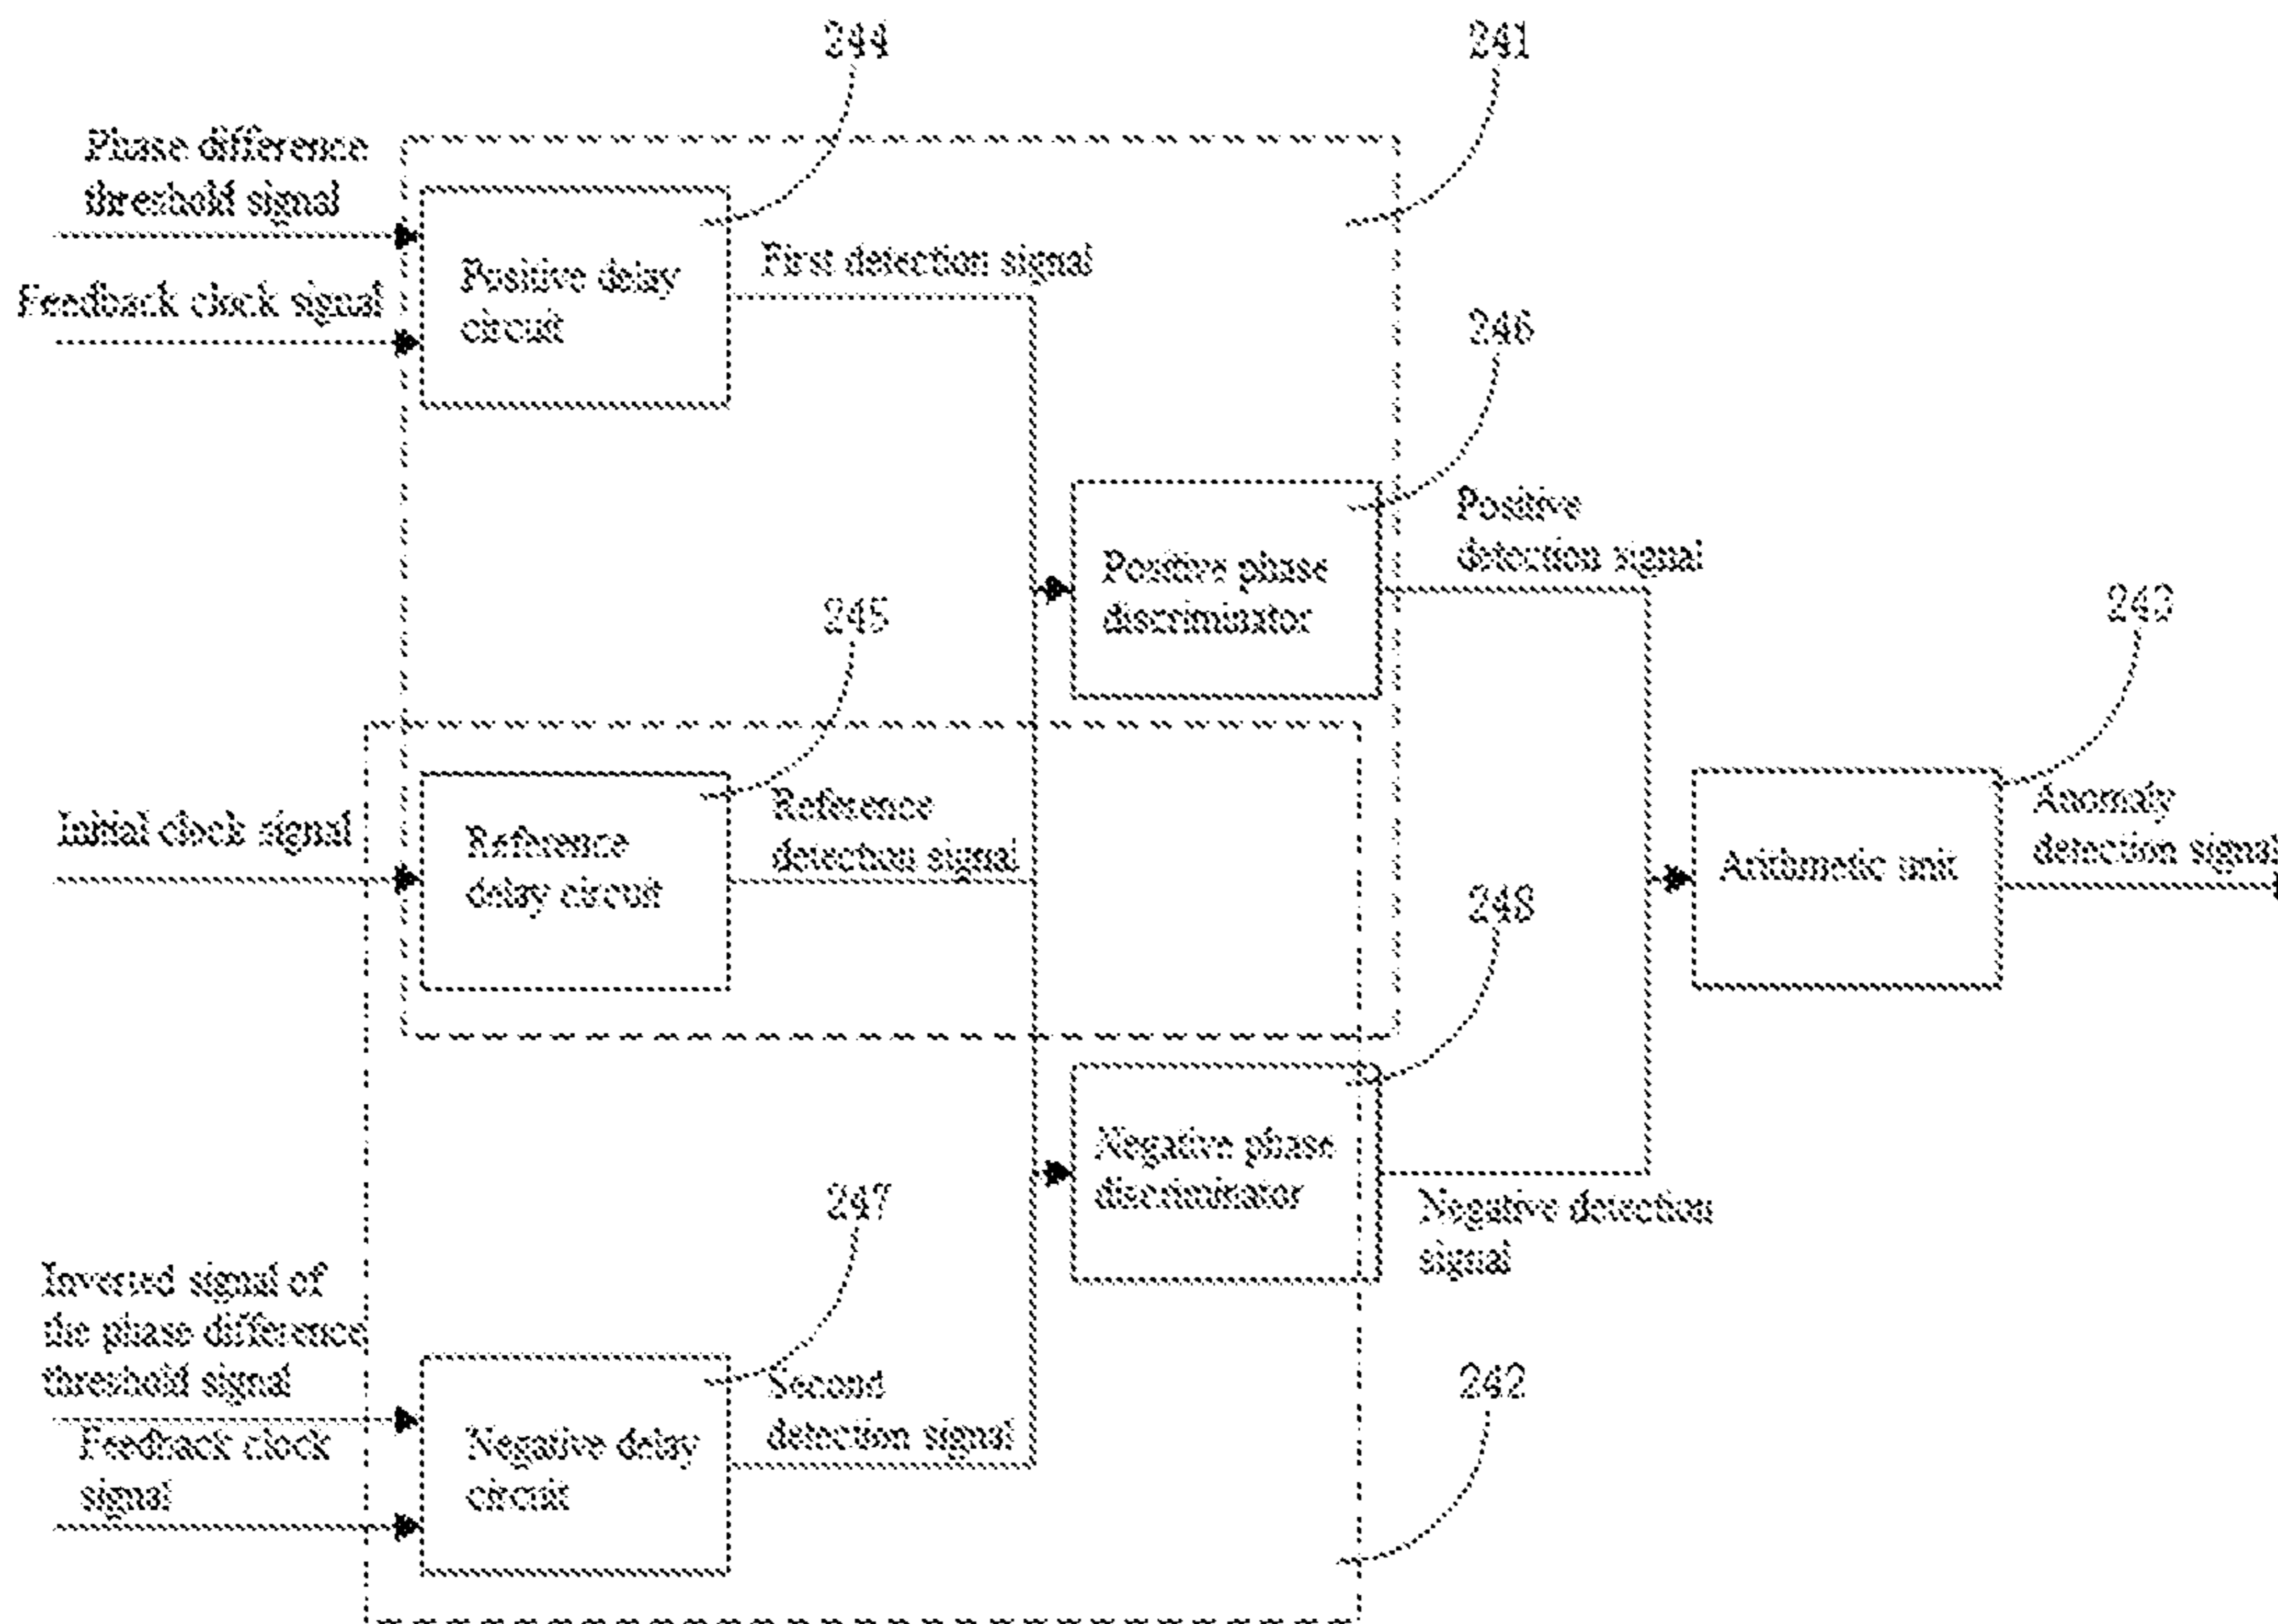 244
241
Phase difference
threshold signal
Feedback clock signal
Positive delay
circuit
First detection signal
246
Positive phase
discriminator
Positive
detection signal
245
Initial clock signal
Reference
delay circuit
Reference
detection signal
Arithmetic unit
Anomaly
detection signal
248
Negative phase
discriminator
Negative detection
signal
247
Inverted signal of
the phase difference
threshold signal
Feedback clock
signal
Negative delay
circuit
Second
detection signal
242